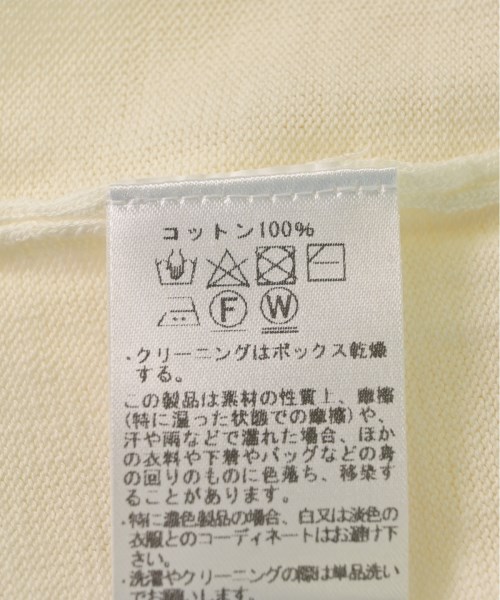 コットン100%
F W
・クリーニングはボックス乾燥
する。
この製品は素材の性質上、摩擦
(特に湿った状態での摩擦)や、
汗や雨などで濡れた場合、ほか
の衣料や下着やバッグなどの身
の回りのものに色落ち、移染す
ることがあります。
・特に濃色製品の場合、白又は淡色の
衣服とのコーディネートはお避け下
さい。
・洗濯やクリーニングの際は単品洗い
でお願い